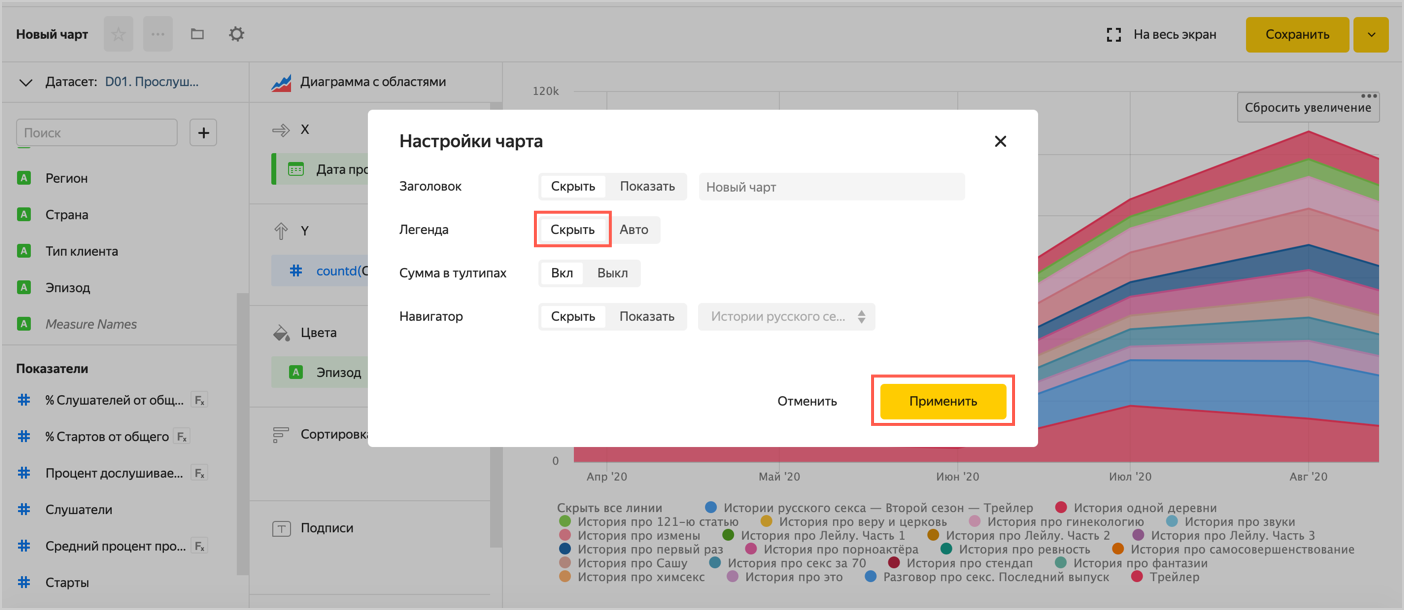 Новый чарт
На весь экран
Сохранить
Датасет: D01. Прослуш...
Диаграмма с областями
Поиск
+
Регион
Страна
Тип клиента
Эпизод
Measure Names
Показатели
% Слушателей от общ... Fx
% Стартов от общего Fx
Процент дослушивае... Fx
Слушатели
Средний процент про... Fx
Старты
X
Дата про
Y
countd(
Цвета
Эпизод
Сортировка
Подписи
Настройки чарта
Заголовок Скрыть Показать Новый чарт
Легенда Скрыть Авто
Сумма в тултипах Вкл Выкл
Навигатор Скрыть Показать Истории русского се...
Отменить Применить
120k
Сбросить увеличение
0
Апр '20 Май '20 Июн '20 Июл '20 Авг '20
Скрыть все линии Истории русского секса — Второй сезон — Трейлер История одной деревни
История про 121-ю статью История про веру и церковь История про гинекологию История про звуки
История про измены История про Лейлу. Часть 1 История про Лейлу. Часть 2 История про Лейлу. Часть 3
История про первый раз История про порноактёра История про ревность История про самосовершенствование
История про Сашу История про секс за 70 История про стендап История про фантазии
История про химсекс История про это Разговор про секс. Последний выпуск Трейлер